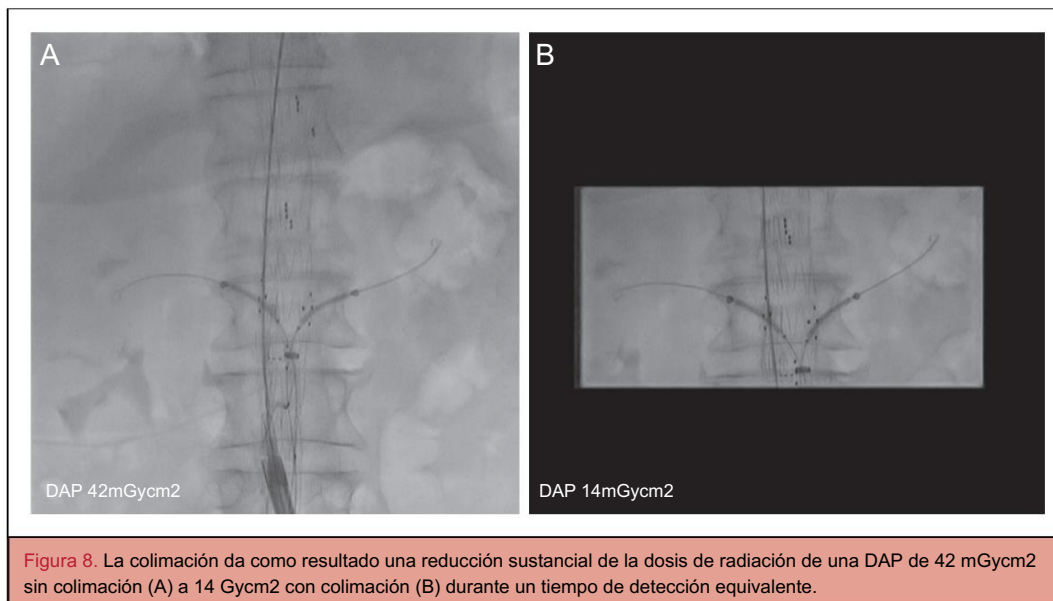 A
B
DAP 42mGycm2
DAP 14mGycm2
Figura 8. La colimación da como resultado una reducción sustancial de la dosis de radiación de una DAP de 42 mGycm2
sin colimación (A) a 14 Gycm2 con colimación (B) durante un tiempo de detección equivalente.